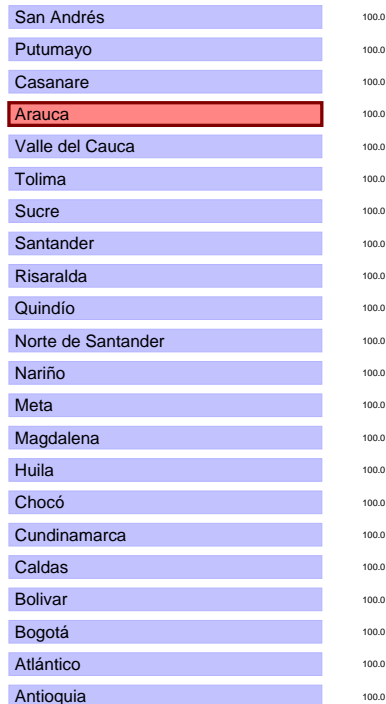 San Andrés 100.0
Putumayo 100.0
Casanare 100.0
Arauca 100.0
Valle del Cauca 100.0
Tolima 100.0
Sucre 100.0
Santander 100.0
Risaralda 100.0
Quindío 100.0
Norte de Santander 100.0
Nariño 100.0
Meta 100.0
Magdalena 100.0
Huila 100.0
Chocó 100.0
Cundinamarca 100.0
Caldas 100.0
Bolivar 100.0
Bogotá 100.0
Atlántico 100.0
Antioquia 100.0